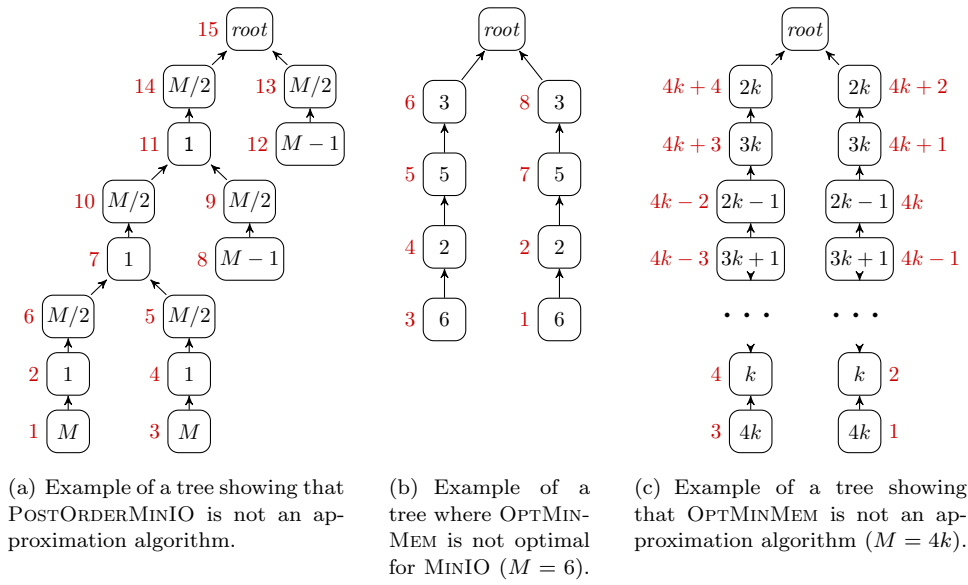 15 root root root
14 M/2 13 M/2 6 3 8 3 4k + 4 2k 2k 4k + 2
11 1 12 M − 1 5 5 7 5 4k + 3 3k 3k 4k + 1
10 M/2 9 M/2 4k − 2 2k − 1 2k − 1 4k
7 1 8 M − 1 4 2 2 2 4k − 3 3k + 1 3k + 1 4k − 1
6 M/2 5 M/2 3 6 1 6 · · · · · ·
2 1 4 1 4 k k 2
1 M 3 M 3 4k 4k 1
(a) Example of a tree showing that
POSTORDERMINIO is not an ap-
proximation algorithm.
(b) Example of a
tree where OPTMIN-
MEM is not optimal
for MINIO (M = 6).
(c) Example of a tree showing
that OPTMINMEM is not an ap-
proximation algorithm (M = 4k).